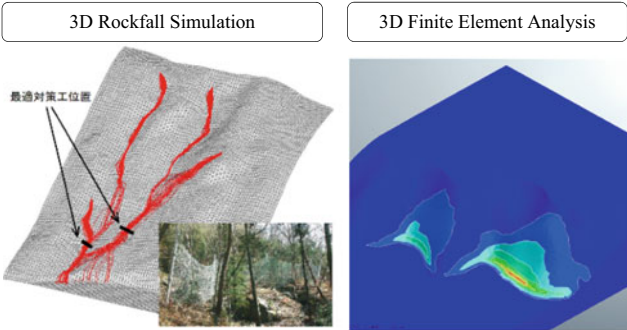 3D Rockfall Simulation
3D Finite Element Analysis
最適対策工位置